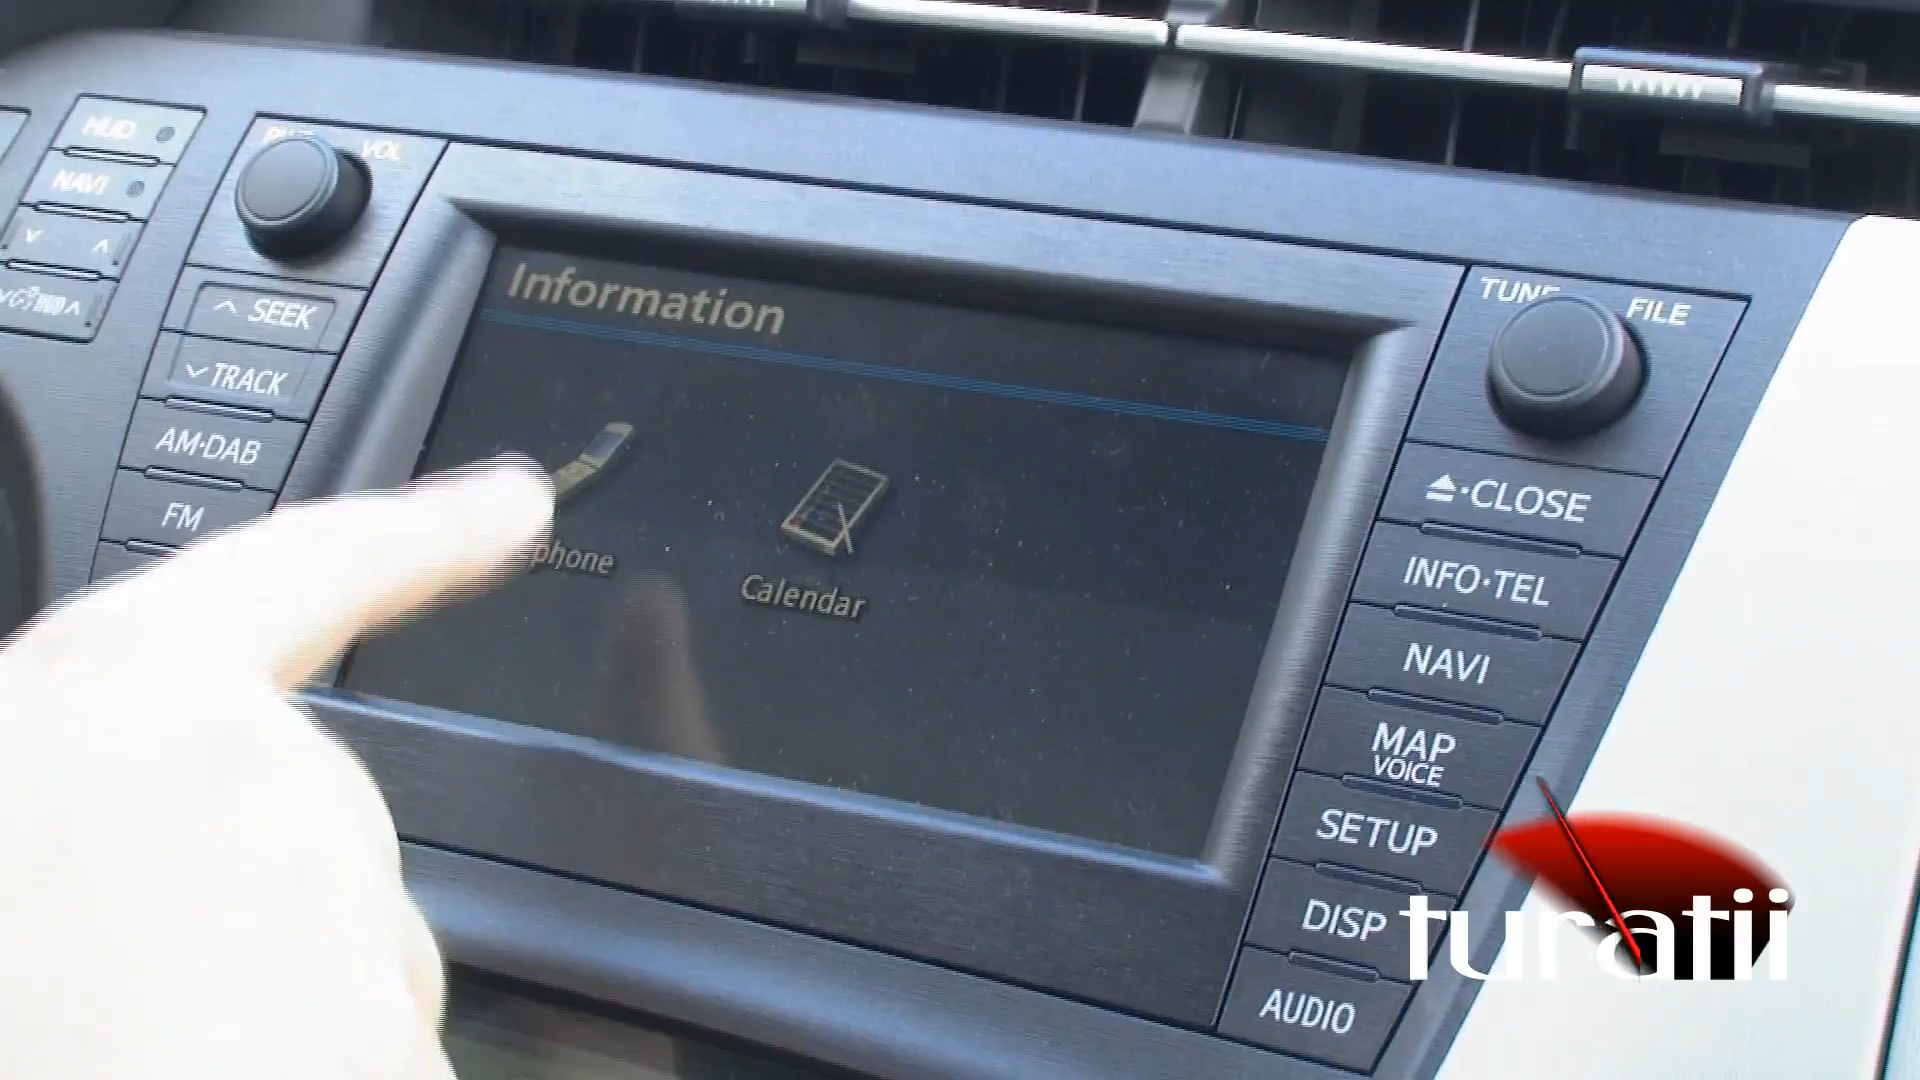 HUD
NAVI
VOL
SEEK
TRACK
AM·DAB
FM
Information
phone
Calendar
TUNE
FILE
CLOSE
INFO·TEL
NAVI
MAP
VOICE
SETUP
DISP
AUDIO
turatii